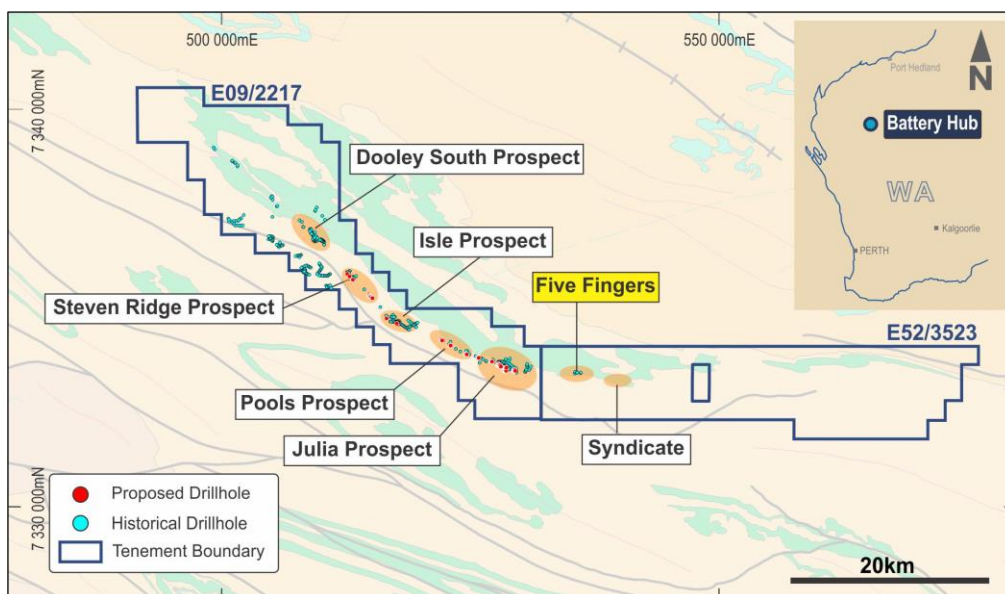 500 000mE
550 000mE
7 340 000mN
7 330 000mN
E09/2217
Dooley South Prospect
Isle Prospect
Five Fingers
Steven Ridge Prospect
E52/3523
Pools Prospect
Julia Prospect
Syndicate
Port Hedland
N
Battery Hub
WA
Kalgoorlie
PERTH
Proposed Drillhole
Historical Drillhole
Tenement Boundary
20km